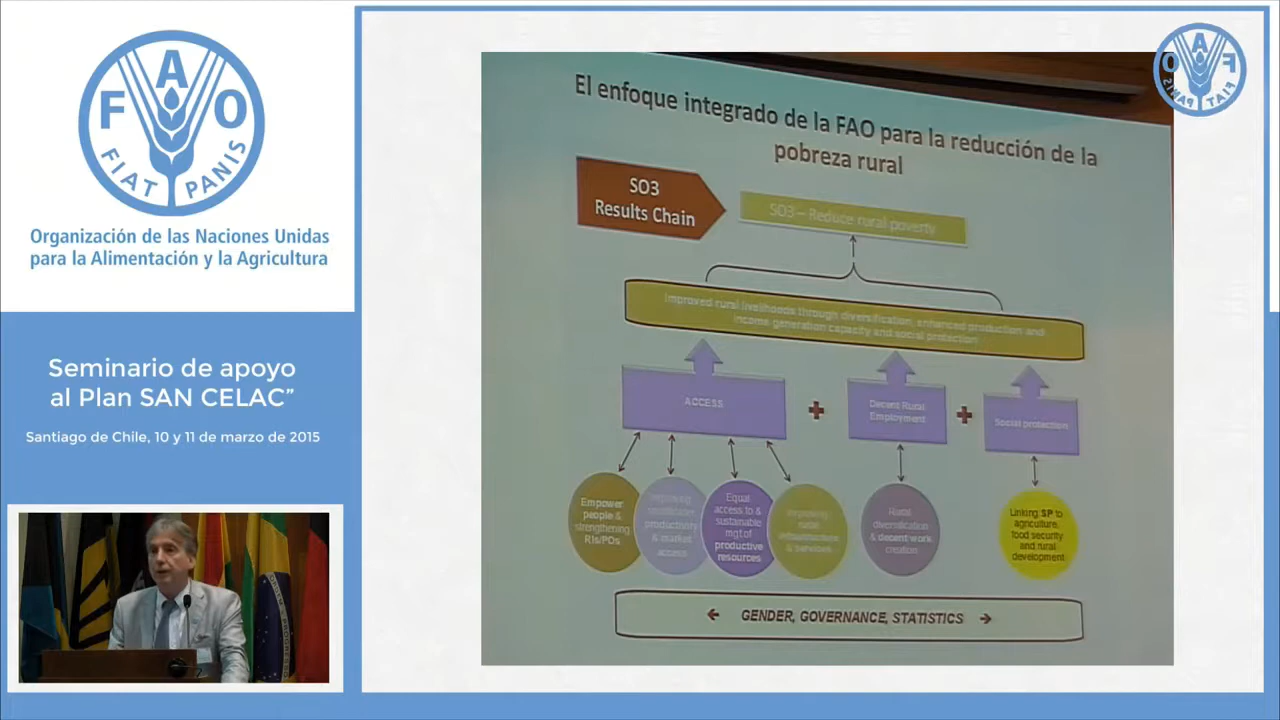 FAO
FIAT PANIS
Organización de las Naciones Unidas
para la Alimentación y la Agricultura
Seminario de apoyo
al Plan SAN CELAC”
Santiago de Chile, 10 y 11 de marzo de 2015
FAO
FIAT PANIS
El enfoque integrado de la FAO para la reducción de la
pobreza rural
SO3
Results Chain
SO3 – Reduce rural poverty
Improved rural livelihoods through diversification, enhanced production and
income generation capacity and social protection
ACCESS
Decent Rural
Employment
Social protection
Empower
people &
strengthening
RIs/POs
Improving
smallholder
productivity
& market
access
Equal
access to &
sustainable
mgt of
productive
resources
Improving
rural
infrastructure
& services
Rural
diversification
& decent work
creation
Linking SP to
agriculture,
food security
and rural
development
GENDER, GOVERNANCE, STATISTICS